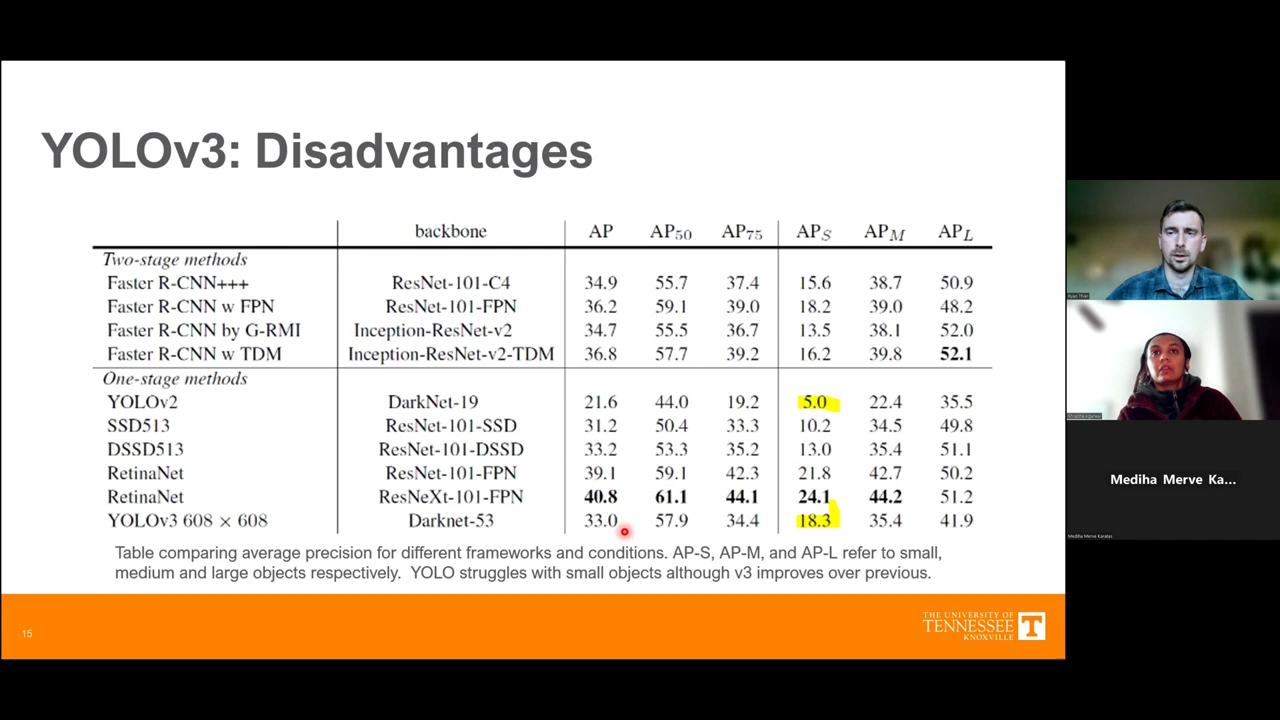 YOLOv3: Disadvantages
backbone AP AP50 AP75 APS APM APL
Two-stage methods
Faster R-CNN+++ ResNet-101-C4 34.9 55.7 37.4 15.6 38.7 50.9
Faster R-CNN w FPN ResNet-101-FPN 36.2 59.1 39.0 18.2 39.0 48.2
Faster R-CNN by G-RMI Inception-ResNet-v2 34.7 55.5 36.7 13.5 38.1 52.0
Faster R-CNN w TDM Inception-ResNet-v2-TDM 36.8 57.7 39.2 16.2 39.8 52.1
One-stage methods
YOLOv2 DarkNet-19 21.6 44.0 19.2 5.0 22.4 35.5
SSD513 ResNet-101-SSD 31.2 50.4 33.3 10.2 34.5 49.8
DSSD513 ResNet-101-DSSD 33.2 53.3 35.2 13.0 35.4 51.1
RetinaNet ResNet-101-FPN 39.1 59.1 42.3 21.8 42.7 50.2
RetinaNet ResNeXt-101-FPN 40.8 61.1 44.1 24.1 44.2 51.2
YOLOv3 608 × 608 Darknet-53 33.0 57.9 34.4 18.3 35.4 41.9
Table comparing average precision for different frameworks and conditions. AP-S, AP-M, and AP-L refer to small,
medium and large objects respectively. YOLO struggles with small objects although v3 improves over previous.
15
THE UNIVERSITY OF
TENNESSEE
KNOXVILLE
T
Mediha Merve Ka...
Mediha Merve Karatas